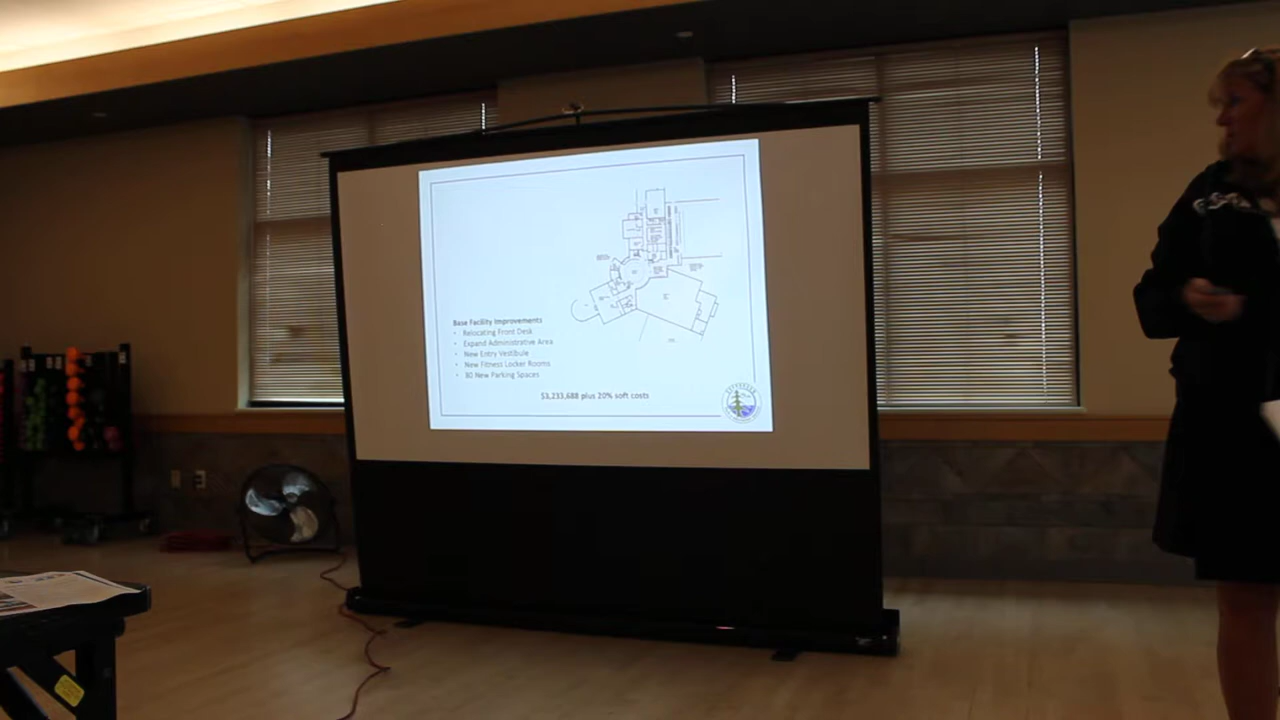 Base Facility Improvements
• Relocating Front Desk
• Expand Administrative Area
• New Entry Vestibule
• New Fitness Locker Rooms
• 80 New Parking Spaces
$3,233,688 plus 20% soft costs